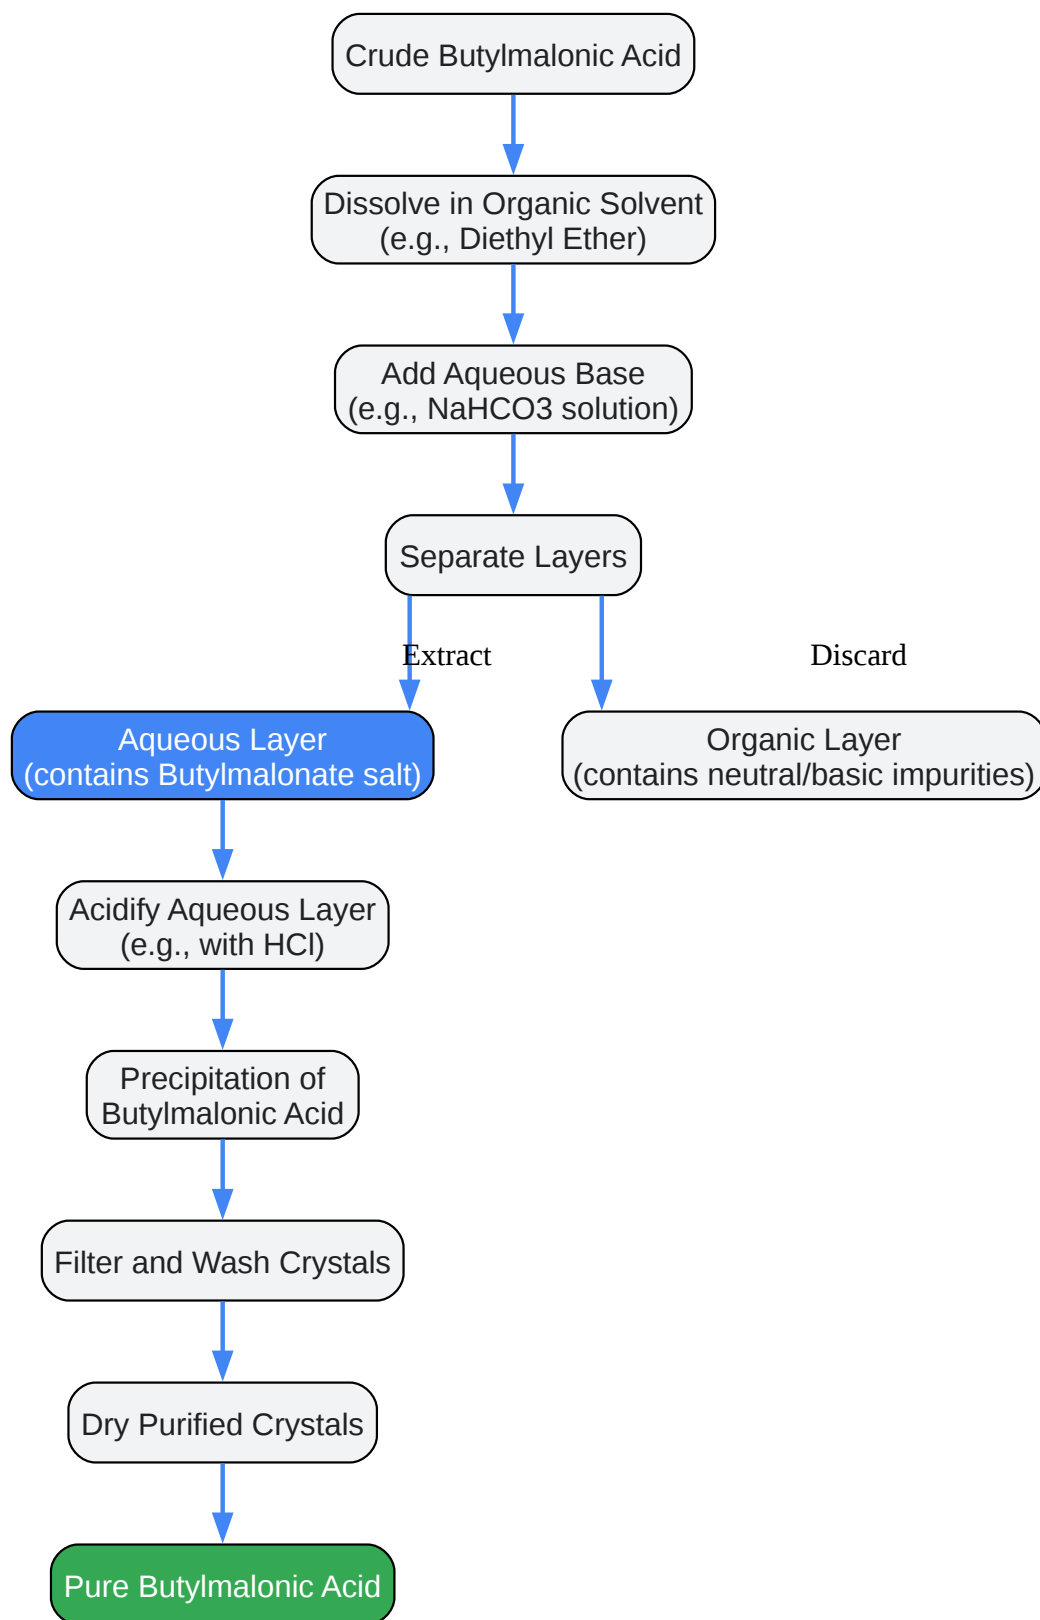 Crude Butylmalonic Acid
Dissolve in Organic Solvent
(e.g., Diethyl Ether)
Add Aqueous Base
(e.g., NaHCO3 solution)
Separate Layers
Extract
Discard
Aqueous Layer
(contains Butylmalonate salt)
Organic Layer
(contains neutral/basic impurities)
Acidify Aqueous Layer
(e.g., with HCl)
Precipitation of
Butylmalonic Acid
Filter and Wash Crystals
Dry Purified Crystals
Pure Butylmalonic Acid